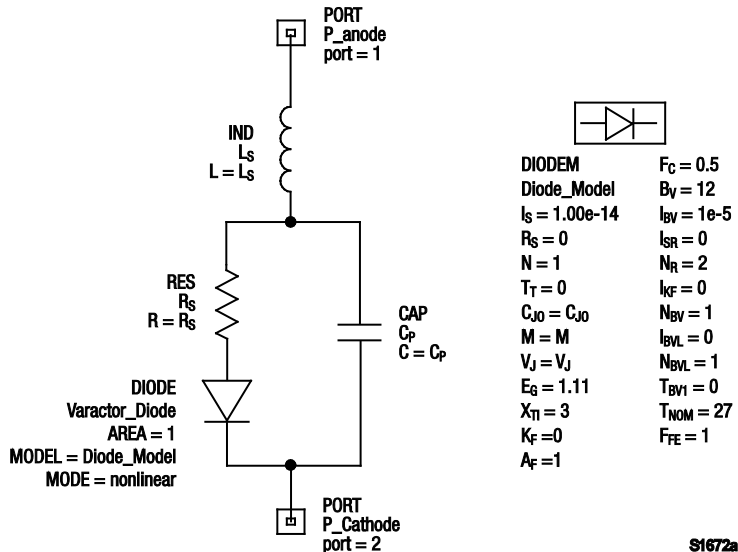 PORT
P_anode
port = 1
IND
LS
L = LS
RES
RS
R = RS
CAP
CP
C = CP
DIODE
Varactor_Diode
AREA = 1
MODEL = Diode_Model
MODE = nonlinear
PORT
P_Cathode
port = 2
DIODEM
Diode_Model
IS = 1.00e-14
RS = 0
N = 1
TT = 0
CJO = CJO
M = M
VJ = VJ
EG = 1.11
XTI = 3
KF =0
AF =1
FC = 0.5
BV = 12
IBV = 1e-5
ISR = 0
NR = 2
IKF = 0
NBV = 1
IBVL = 0
NBVL = 1
TBV1 = 0
TNOM = 27
FFE = 1
S1672a